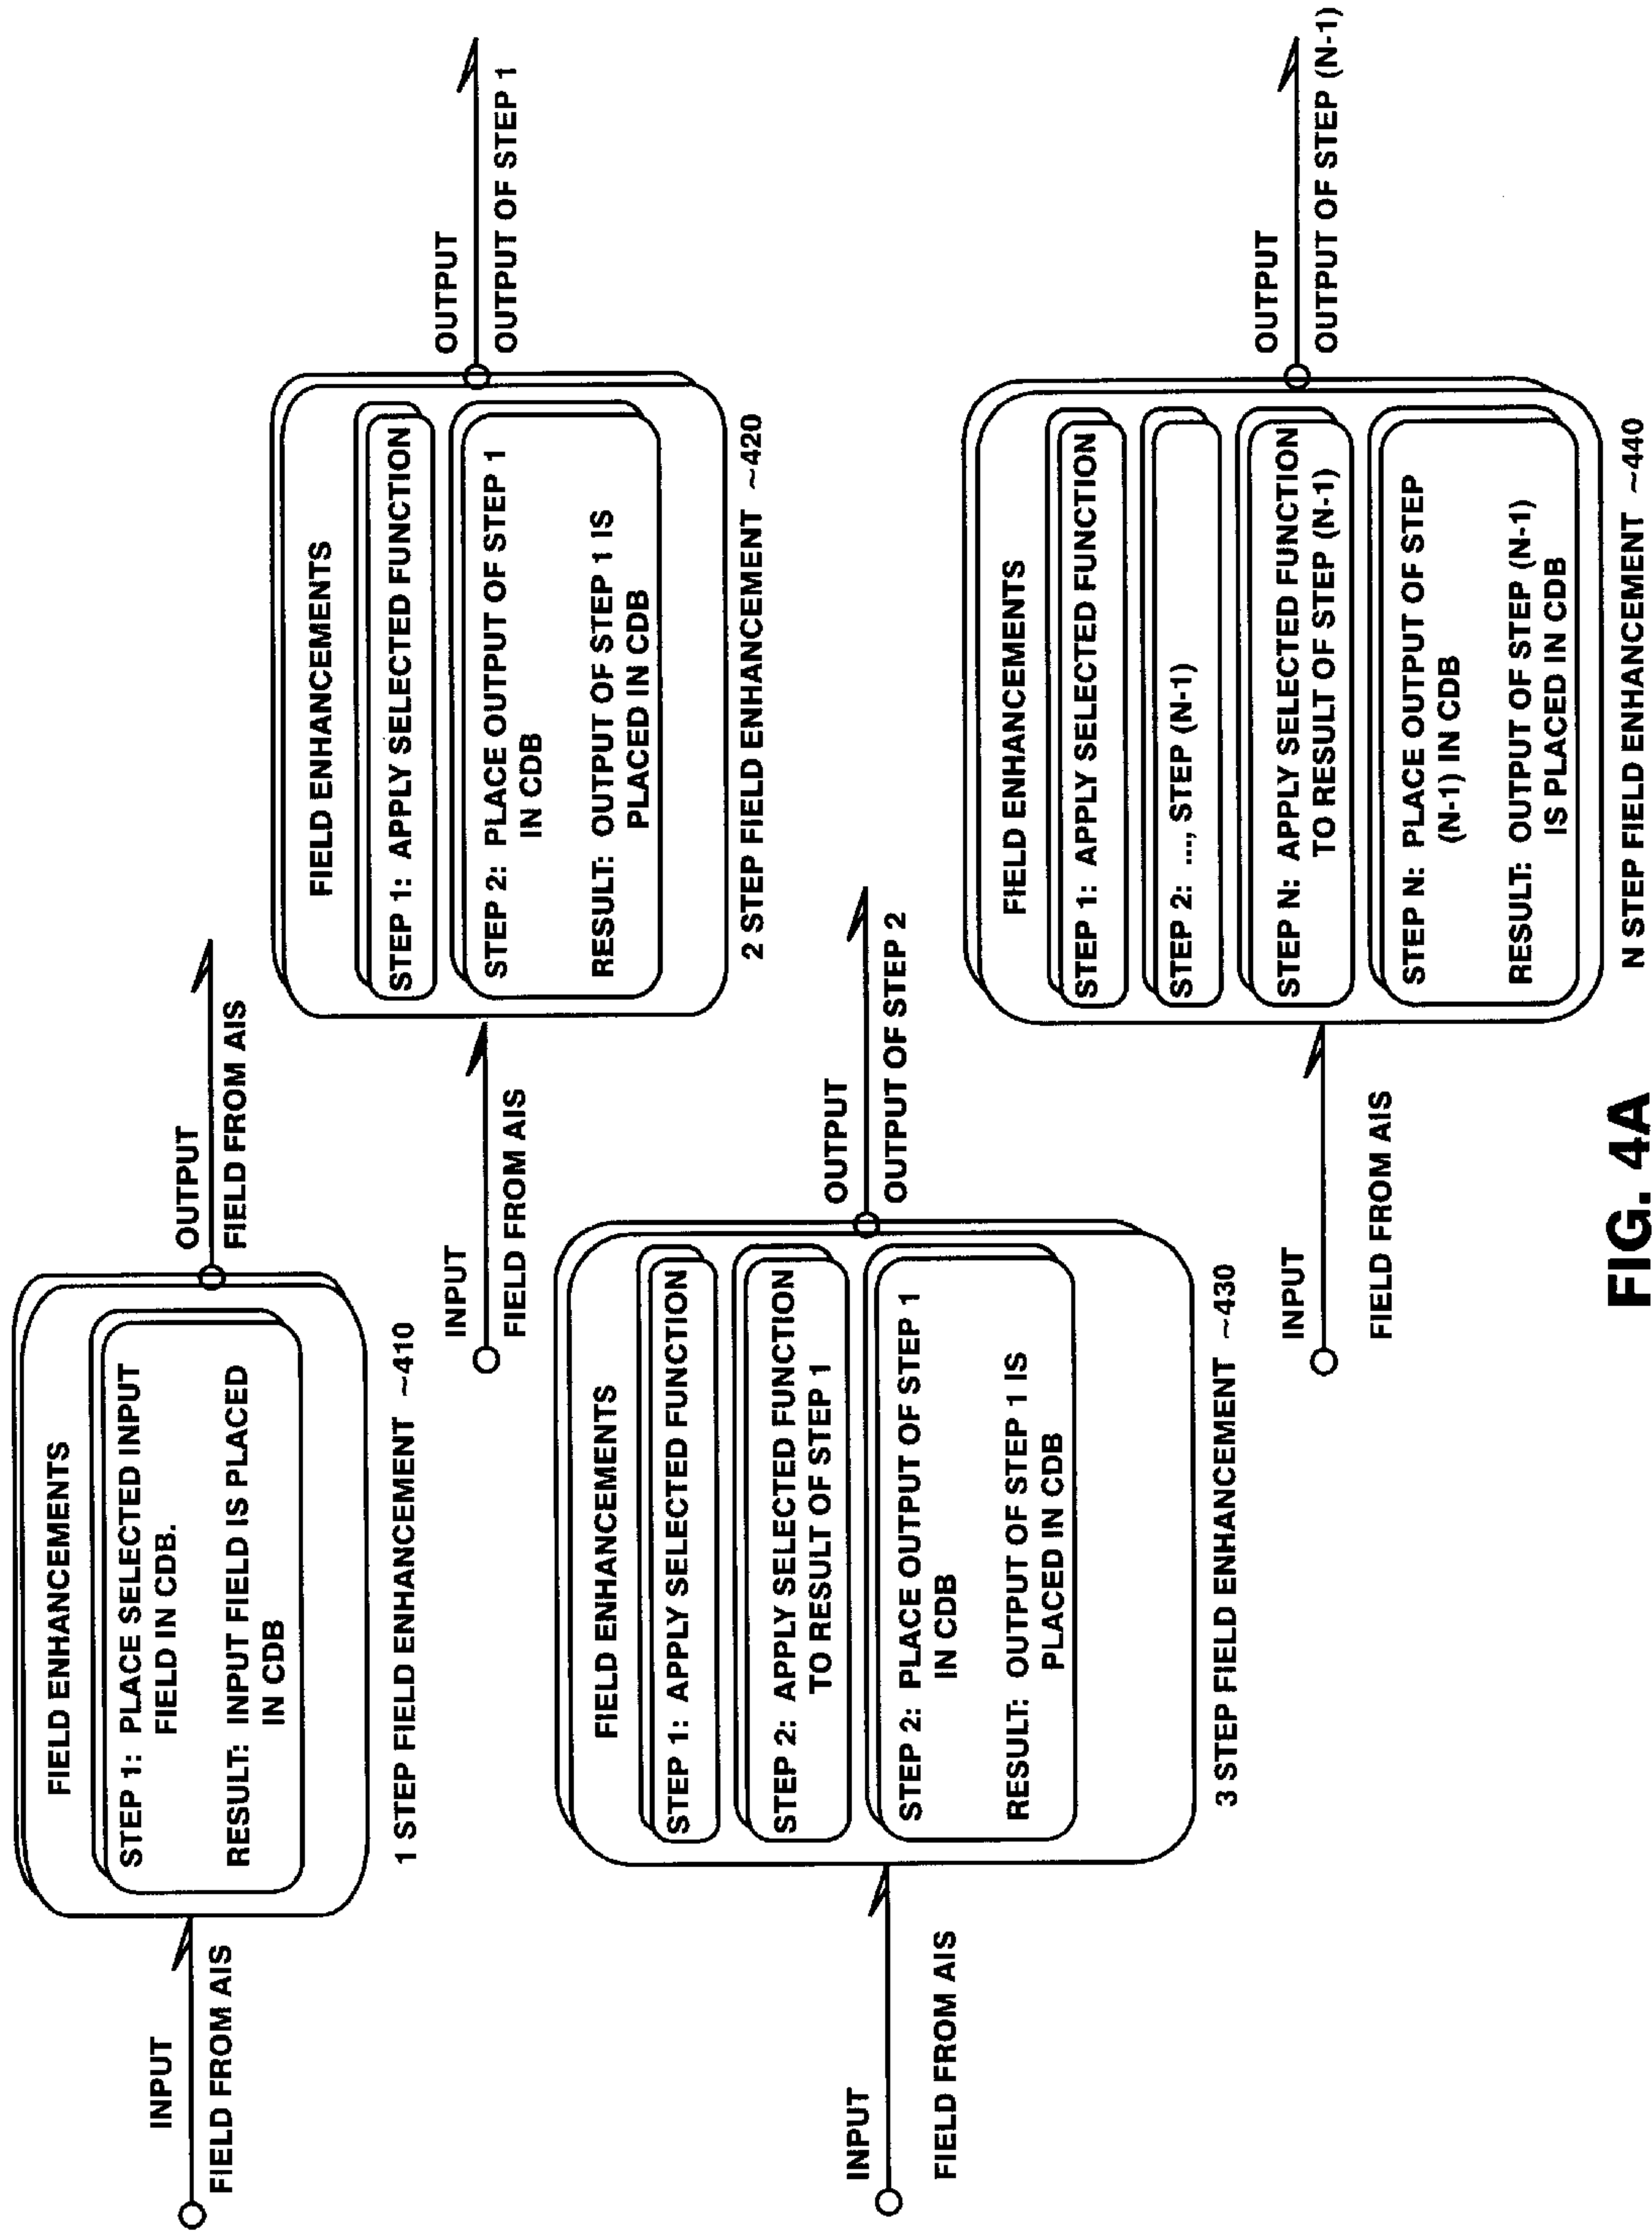 INPUT
FIELD FROM AIS
FIELD ENHANCEMENTS
STEP 1: PLACE SELECTED INPUT
FIELD IN CDB.
RESULT: INPUT FIELD IS PLACED
IN CDB
OUTPUT
FIELD FROM AIS
1 STEP FIELD ENHANCEMENT ~410
INPUT
FIELD FROM AIS
FIELD ENHANCEMENTS
STEP 1: APPLY SELECTED FUNCTION
STEP 2: PLACE OUTPUT OF STEP 1
IN CDB
RESULT: OUTPUT OF STEP 1 IS
PLACED IN CDB
OUTPUT
OUTPUT OF STEP 1
2 STEP FIELD ENHANCEMENT ~420
INPUT
FIELD FROM AIS
FIELD ENHANCEMENTS
STEP 1: APPLY SELECTED FUNCTION
STEP 2: APPLY SELECTED FUNCTION
TO RESULT OF STEP 1
STEP 2: PLACE OUTPUT OF STEP 1
IN CDB
RESULT: OUTPUT OF STEP 1 IS
PLACED IN CDB
OUTPUT
OUTPUT OF STEP 2
3 STEP FIELD ENHANCEMENT ~430
INPUT
FIELD FROM AIS
FIELD ENHANCEMENTS
STEP 1: APPLY SELECTED FUNCTION
STEP 2: ...., STEP (N-1)
STEP N: APPLY SELECTED FUNCTION
TO RESULT OF STEP (N-1)
STEP N: PLACE OUTPUT OF STEP
(N-1) IN CDB
RESULT: OUTPUT OF STEP (N-1)
IS PLACED IN CDB
OUTPUT
OUTPUT OF STEP (N-1)
N STEP FIELD ENHANCEMENT ~440
FIG. 4A